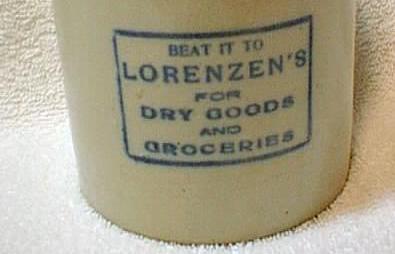 BEAT IT TO
LORENZEN'S
FOR
DRY GOODS
AND
GROCERIES